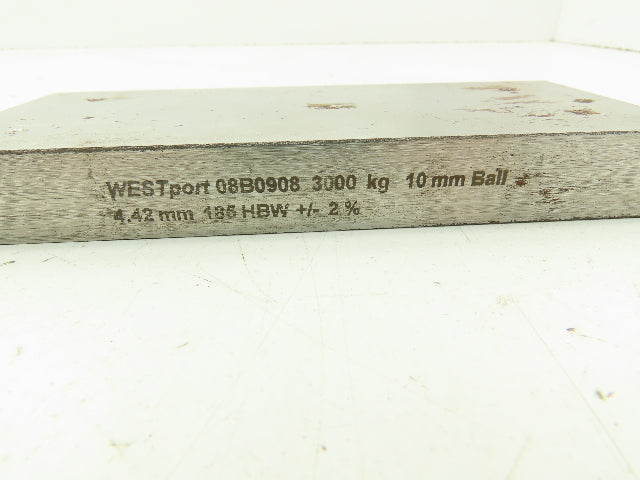 WESTport 08B0908 3000 kg 10 mm Ball
4.42 mm 185 HBW +/- 2 %